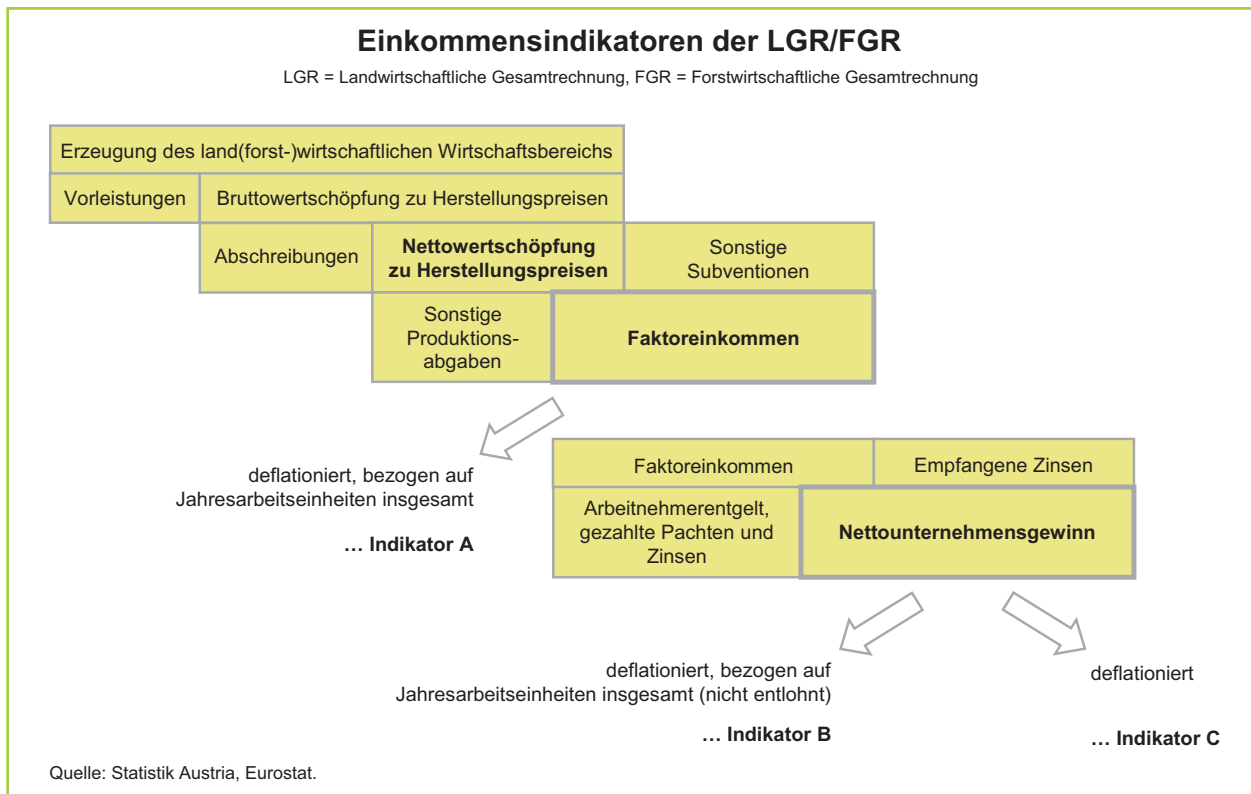 Einkommensindikatoren der LGR/FGR
LGR = Landwirtschaftliche Gesamtrechnung, FGR = Forstwirtschaftliche Gesamtrechnung
Erzeugung des land(forst-)wirtschaftlichen Wirtschaftsbereichs
Vorleistungen
Bruttowertschöpfung zu Herstellungspreisen
Abschreibungen
Nettowertschöpfung
zu Herstellungspreisen
Sonstige
Subventionen
Sonstige
Produktions-
abgaben
Faktoreinkommen
deflationiert, bezogen auf
Jahresarbeitseinheiten insgesamt
… Indikator A
Faktoreinkommen
Empfangene Zinsen
Arbeitnehmerentgelt,
gezahlte Pachten und
Zinsen
Nettounternehmensgewinn
deflationiert, bezogen auf
Jahresarbeitseinheiten insgesamt (nicht entlohnt)
… Indikator B
deflationiert
… Indikator C
Quelle: Statistik Austria, Eurostat.